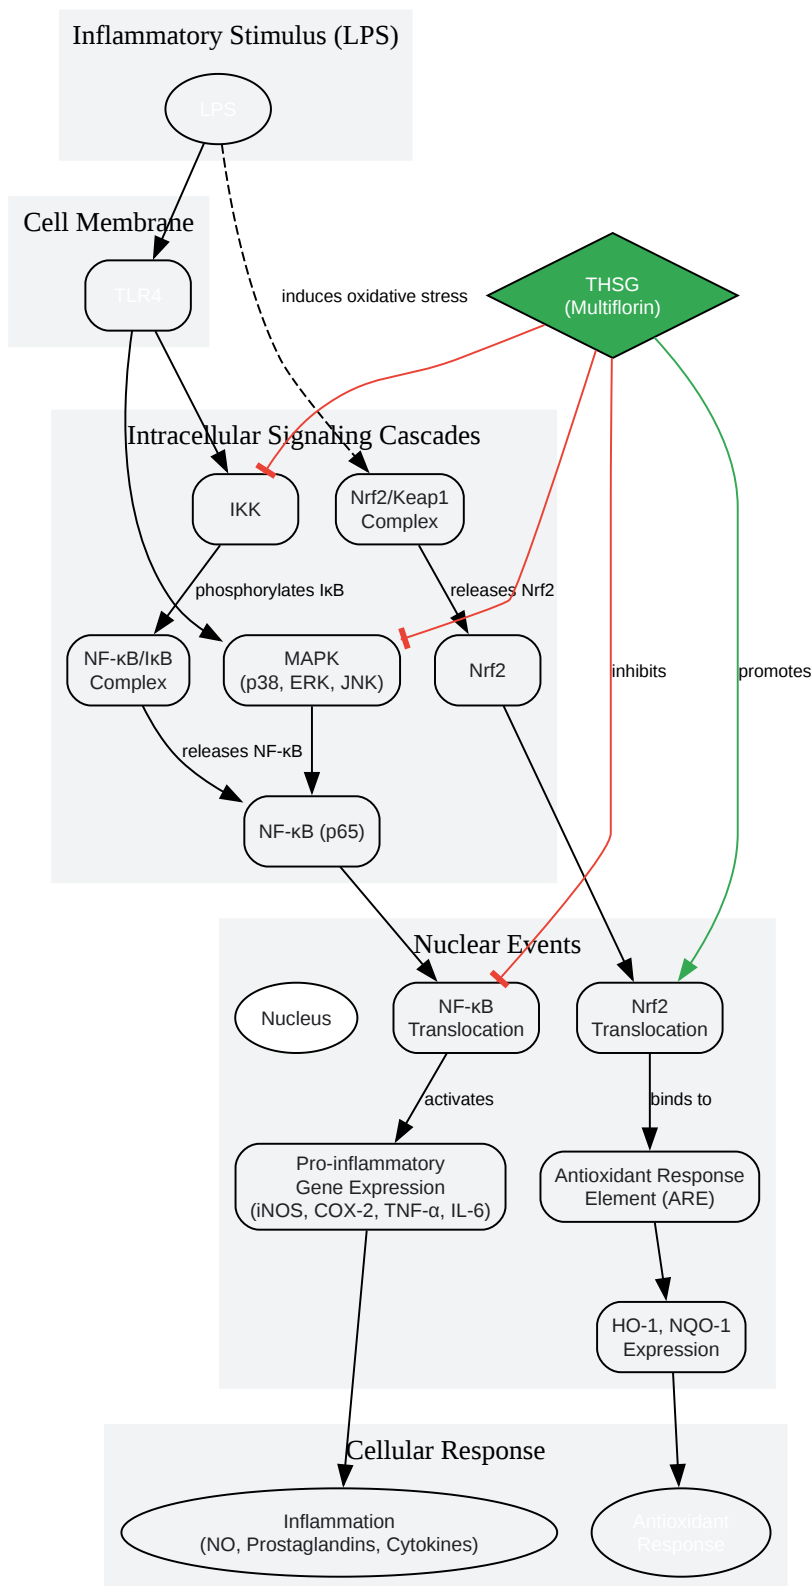 Inflammatory Stimulus (LPS)
LPS
Cell Membrane
TLR4
induces oxidative stress
THSG
(Multiflorin)
Intracellular Signaling Cascades
IKK
Nrf2/Keap1
Complex
phosphorylates IκB
releases Nrf2
NF-κB/IκB
Complex
MAPK
(p38, ERK, JNK)
Nrf2
inhibits
promotes
releases NF-κB
NF-κB (p65)
Nuclear Events
Nucleus
NF-κB
Translocation
Nrf2
Translocation
activates
binds to
Pro-inflammatory
Gene Expression
(iNOS, COX-2, TNF-α, IL-6)
Antioxidant Response
Element (ARE)
HO-1, NQO-1
Expression
Cellular Response
Inflammation
(NO, Prostaglandins, Cytokines)
Antioxidant
Response